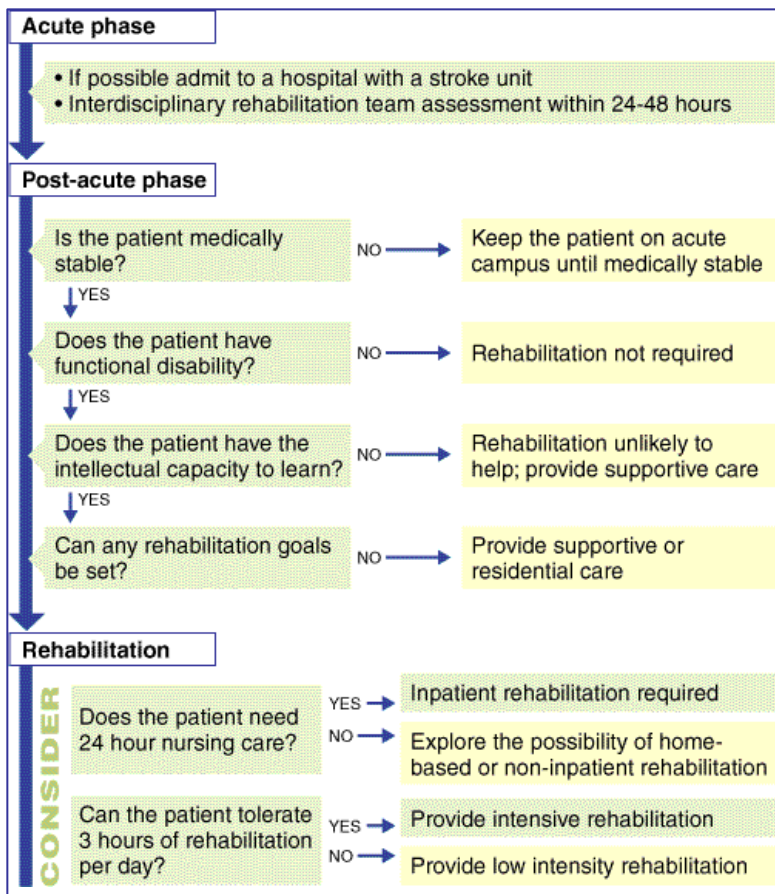 Acute phase
• If possible admit to a hospital with a stroke unit
• Interdisciplinary rehabilitation team assessment within 24-48 hours
Post-acute phase
Is the patient medically
stable?
NO
Keep the patient on acute
campus until medically stable
YES
Does the patient have
functional disability?
NO
Rehabilitation not required
YES
Does the patient have the
intellectual capacity to learn?
NO
Rehabilitation unlikely to
help; provide supportive care
YES
Can any rehabilitation goals
be set?
NO
Provide supportive or
residential care
Rehabilitation
CONSIDER
Does the patient need
24 hour nursing care?
YES
Inpatient rehabilitation required
NO
Explore the possibility of home-
based or non-inpatient rehabilitation
Can the patient tolerate
3 hours of rehabilitation
per day?
YES
Provide intensive rehabilitation
NO
Provide low intensity rehabilitation